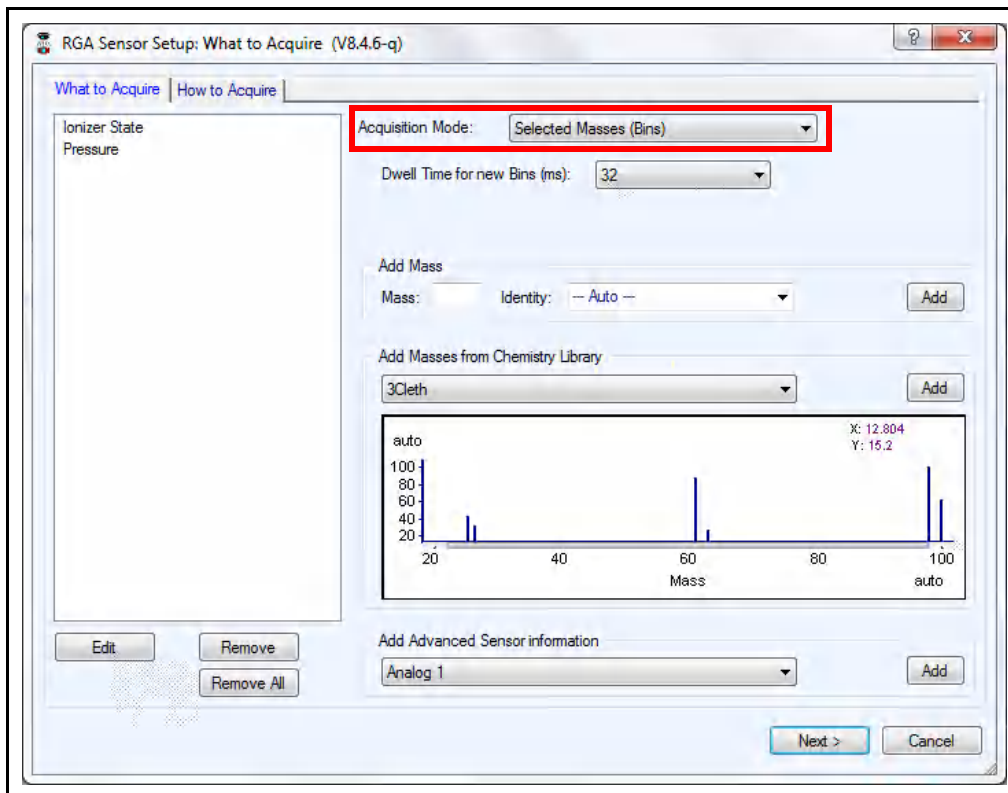 RGA Sensor Setup: What to Acquire (V8.4.6-q)
What to Acquire
How to Acquire
Ionizer State
Pressure
Edit
Remove
Remove All
Acquisition Mode: Selected Masses (Bins)
Dwell Time for new Bins (ms): 32
Add Mass
Mass: Identity: -- Auto -- Add
Add Masses from Chemistry Library
3Cleth Add
X: 12.804
Y: 15.2
auto
100
80
60
40
20
20 40 60 80 100
Mass auto
Add Advanced Sensor information
Analog 1 Add
Next > Cancel